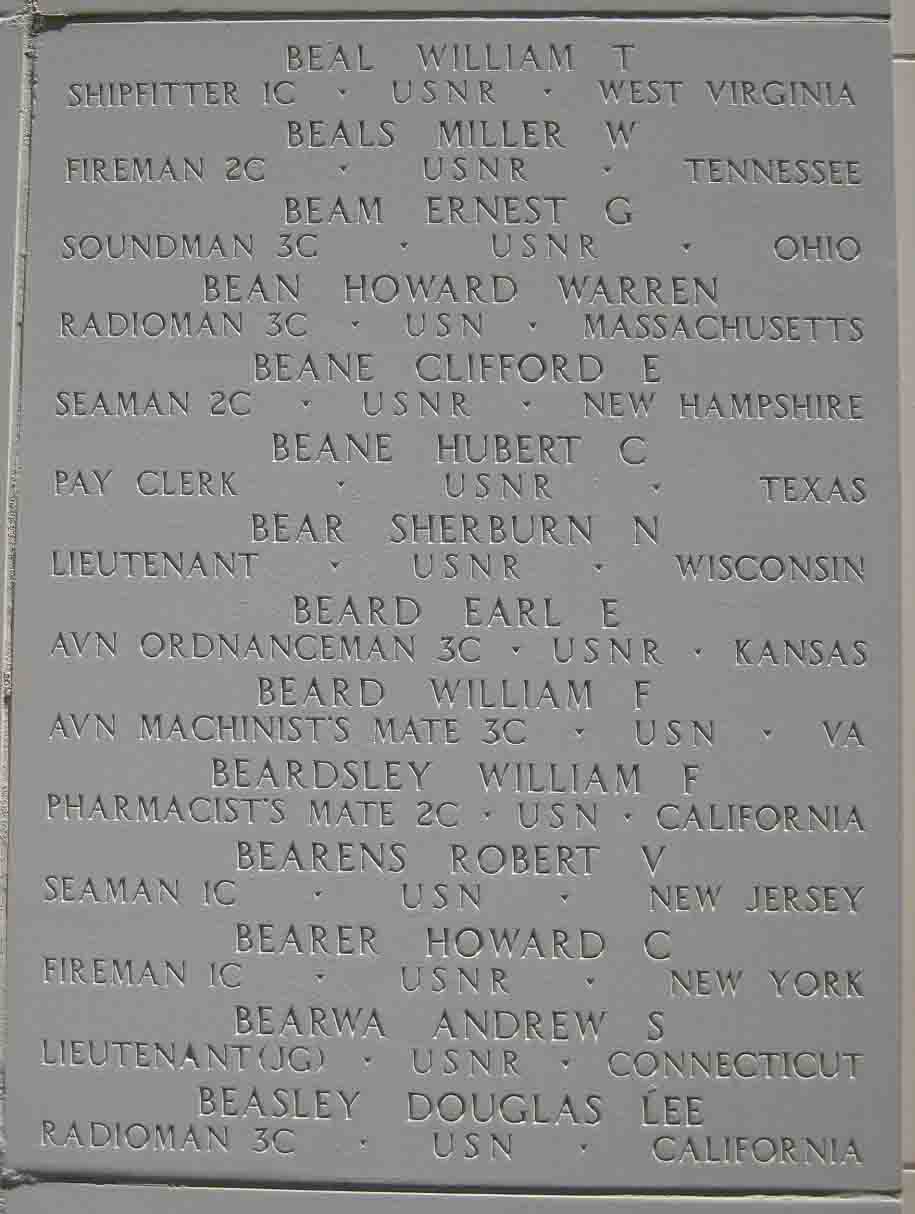 BEAL WILLIAM T
SHIPFITTER 1C · USNR · WEST VIRGINIA
BEALS MILLER W
FIREMAN 2C · USNR · TENNESSEE
BEAM ERNEST G
SOUNDMAN 3C · USNR · OHIO
BEAN HOWARD WARREN
RADIOMAN 3C · USN · MASSACHUSETTS
BEANE CLIFFORD E
SEAMAN 2C · USNR · NEW HAMPSHIRE
BEANE HUBERT C
PAY CLERK · USNR · TEXAS
BEAR SHERBURN N
LIEUTENANT · USNR · WISCONSIN
BEARD EARL E
AVN ORDNANCEMAN 3C · USNR · KANSAS
BEARD WILLIAM F
AVN MACHINIST'S MATE 3C · USN · VA
BEARDSLEY WILLIAM F
PHARMACIST'S MATE 2C · USN · CALIFORNIA
BEARENS ROBERT V
SEAMAN 1C · USN · NEW JERSEY
BEARER HOWARD C
FIREMAN 1C · USNR · NEW YORK
BEARWA ANDREW S
LIEUTENANT(JG) · USNR · CONNECTICUT
BEASLEY DOUGLAS LEE
RADIOMAN 3C · USN · CALIFORNIA